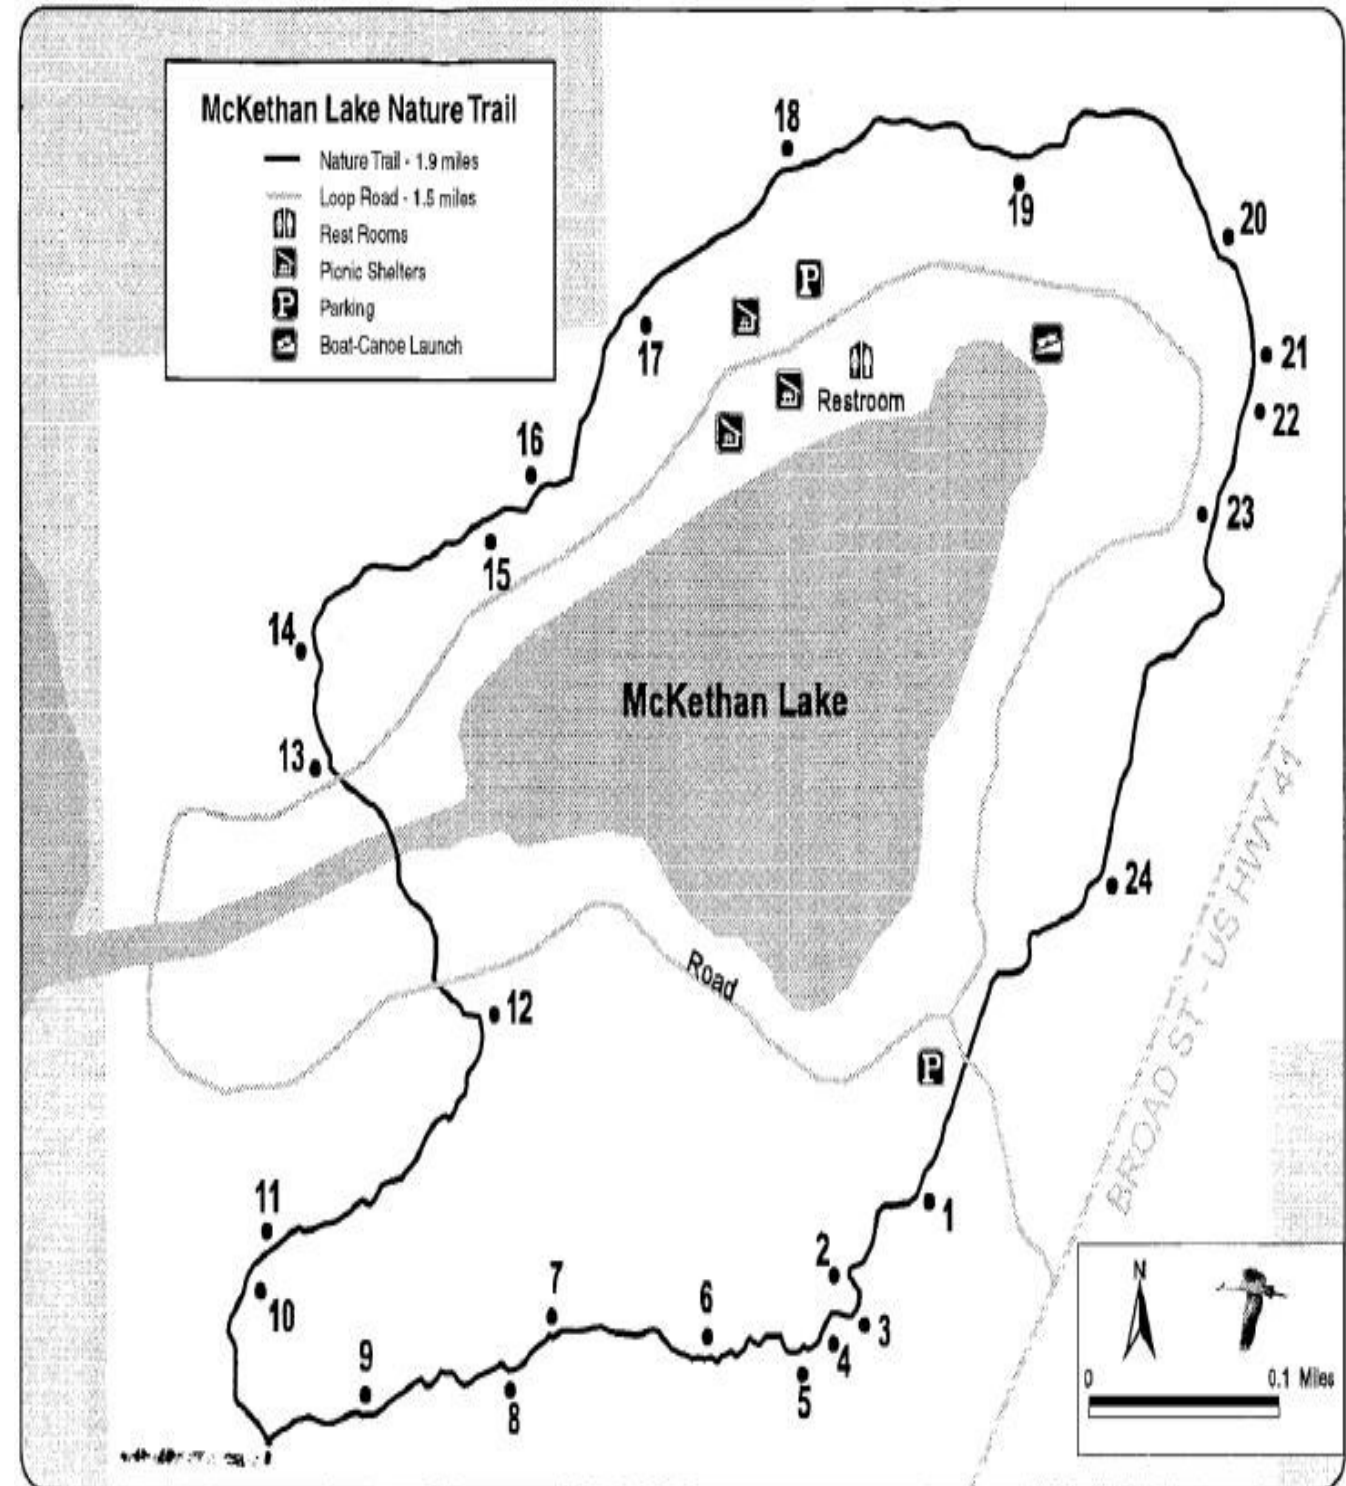 McKethan Lake Nature Trail
Nature Trail - 1.9 miles
Loop Road - 1.5 miles
Rest Rooms
Picnic Shelters
P Parking
Boat-Canoe Launch
18
19
20
P
17
21
Restroom
22
16
23
15
14
McKethan Lake
13
24
Road
12
BROAD ST - US HWY 41
P
11
1
2
10
7
6
3
4
9
5
8
N
0 0.1 Miles